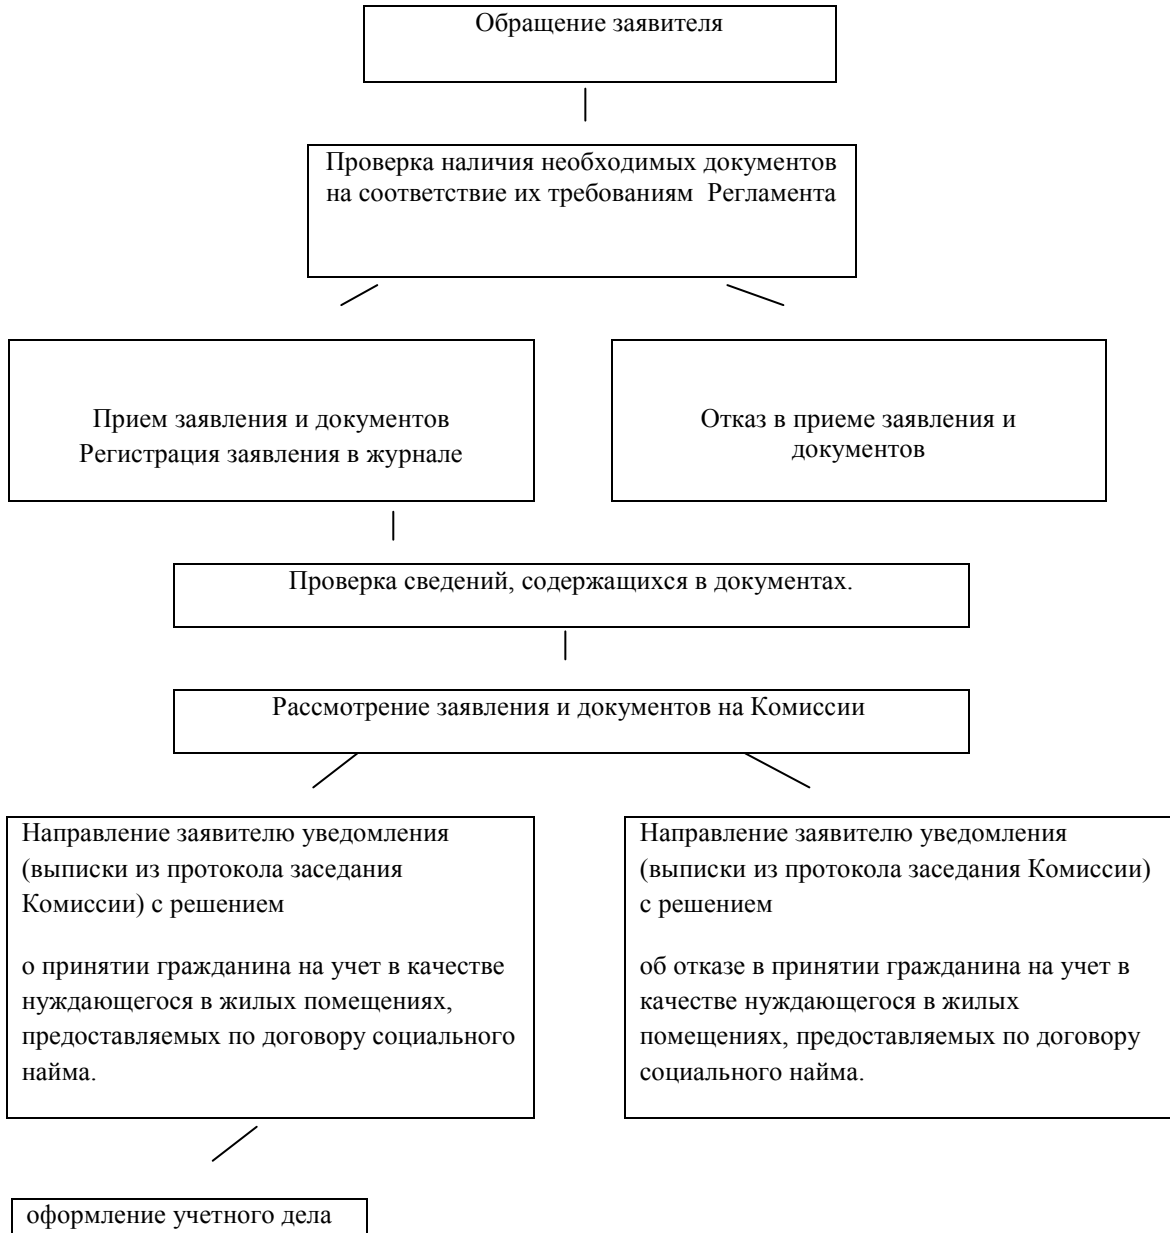 Обращение заявителя
Проверка наличия необходимых документов
на соответствие их требованиям Регламента
Прием заявления и документов
Регистрация заявления в журнале
Отказ в приеме заявления и
документов
Проверка сведений, содержащихся в документах.
Рассмотрение заявления и документов на Комиссии
Направление заявителю уведомления
(выписки из протокола заседания
Комиссии) с решением
о принятии гражданина на учет в качестве
нуждающегося в жилых помещениях,
предоставляемых по договору социального
найма.
Направление заявителю уведомления
(выписки из протокола заседания Комиссии)
с решением
об отказе в принятии гражданина на учет в
качестве нуждающегося в жилых
помещениях, предоставляемых по договору
социального найма.
оформление учетного дела